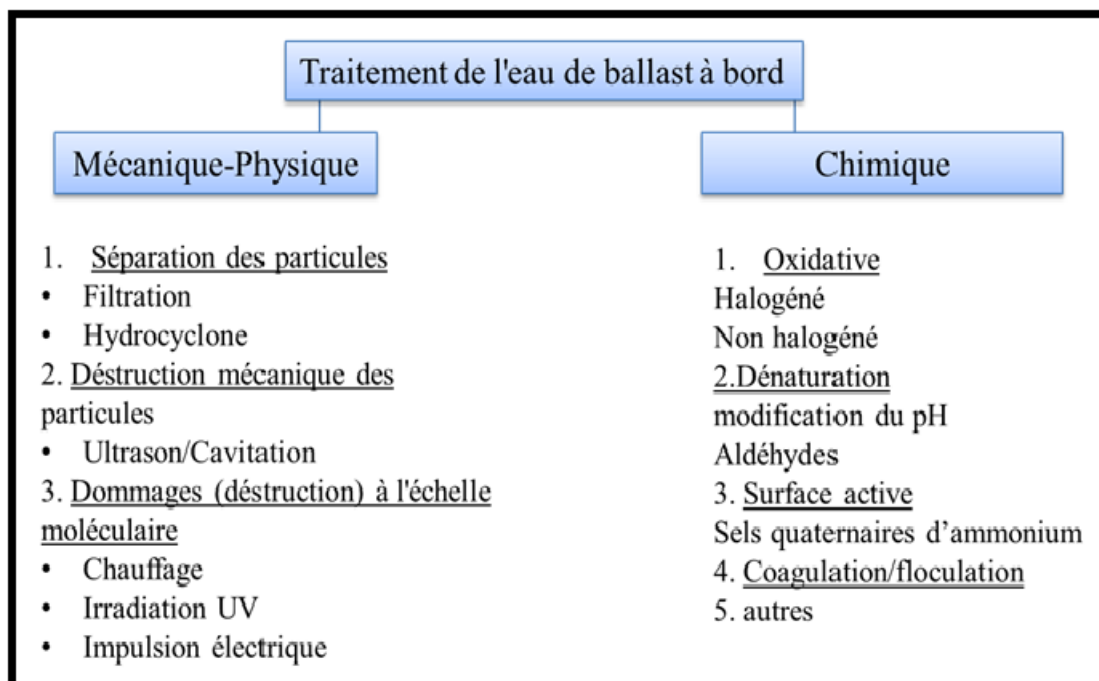 Traitement de l'eau de ballast à bord
Mécanique-Physique
1. Séparation des particules
• Filtration
• Hydrocyclone
2. Déstruction mécanique des
particules
• Ultrason/Cavitation
3. Dommages (déstruction) à l'échelle
moléculaire
• Chauffage
• Irradiation UV
• Impulsion électrique
Chimique
1. Oxidative
Halogéné
Non halogéné
2.Dénaturation
modification du pH
Aldéhydes
3. Surface active
Sels quaternaires d’ammonium
4. Coagulation/floculation
5. autres